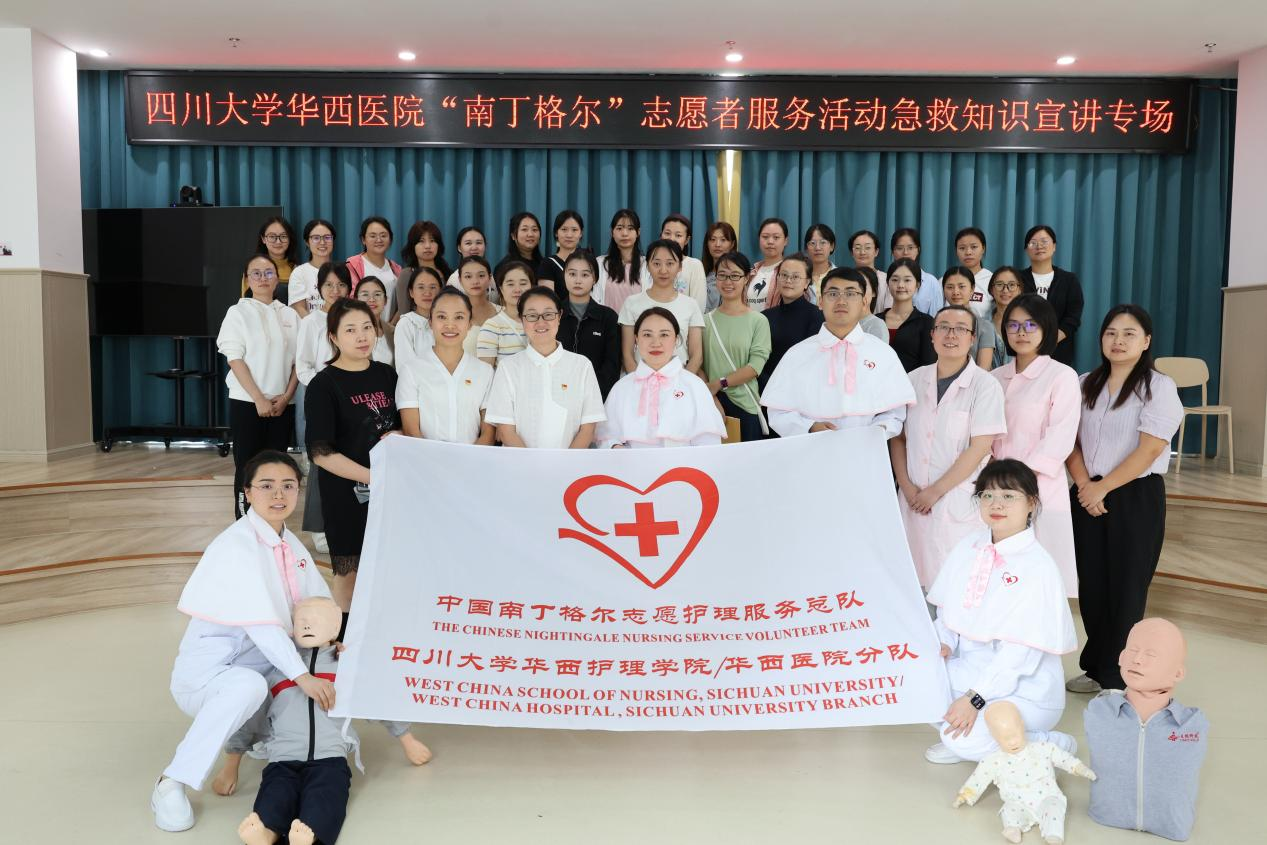 四川大学华西医院“南丁格尔”志愿者服务活动急救知识宣讲专场
中国南丁格尔志愿护理服务总队
THE CHINESE NIGHTINGALE NURSING SERVICE VOLUNTEER TEAM
四川大学华西护理学院/华西医院分队
WEST CHINA SCHOOL OF NURSING, SICHUAN UNIVERSITY/
WEST CHINA HOSPITAL, SICHUAN UNIVERSITY BRANCH